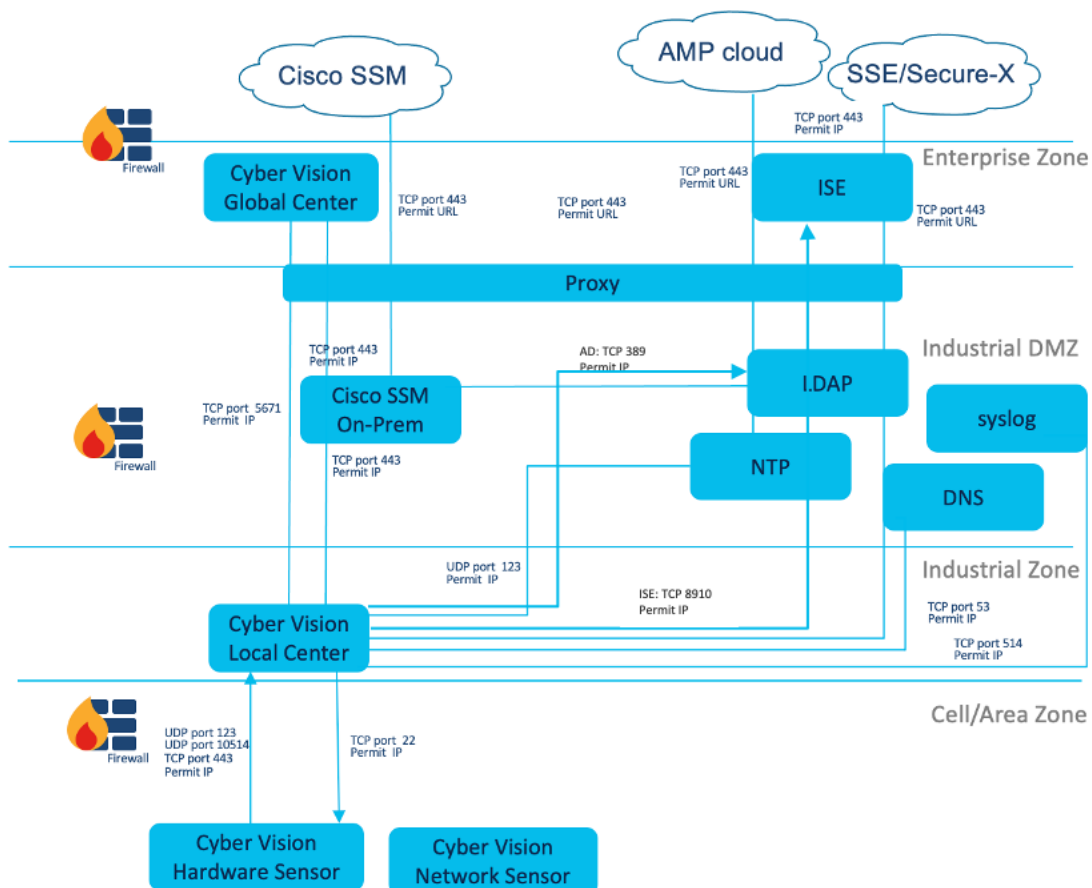 Cisco SSM
AMP cloud
SSE/Secure-X
TCP port 443
Permit IP
Firewall
Enterprise Zone
Cyber Vision
Global Center
TCP port 443
Permit URL
TCP port 443
Permit URL
TCP port 443
Permit URL
ISE
TCP port 443
Permit URL
Proxy
Industrial DMZ
TCP port 443
Permit IP
AD: TCP 389
Permit IP
I.DAP
Cisco SSM
On-Prem
TCP port 5671
Permit IP
syslog
Firewall
TCP port 443
Permit IP
NTP
DNS
UDP port 123
Permit IP
Industrial Zone
ISE: TCP 8910
Permit IP
TCP port 53
Permit IP
Cyber Vision
Local Center
TCP port 514
Permit IP
Cell/Area Zone
Firewall
UDP port 123
UDP port 10514
TCP port 443
Permit IP
TCP port 22
Permit IP
Cyber Vision
Hardware Sensor
Cyber Vision
Network Sensor